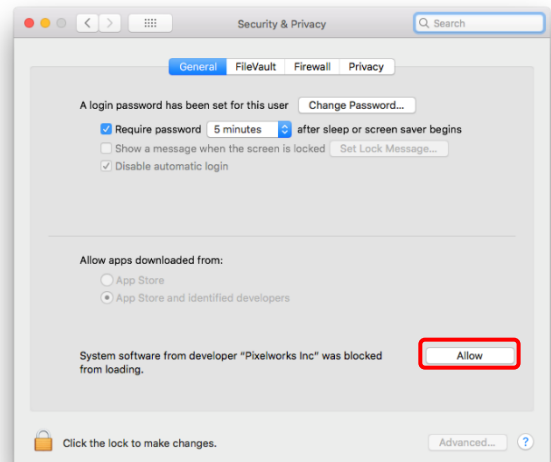 Security & Privacy
Search
General FileVault Firewall Privacy
A login password has been set for this user Change Password...
Require password 5 minutes after sleep or screen saver begins
Show a message when the screen is locked Set Lock Message...
Disable automatic login
Allow apps downloaded from:
App Store
App Store and identified developers
System software from developer “Pixelworks Inc” was blocked Allow
from loading.
Click the lock to make changes. Advanced... ?